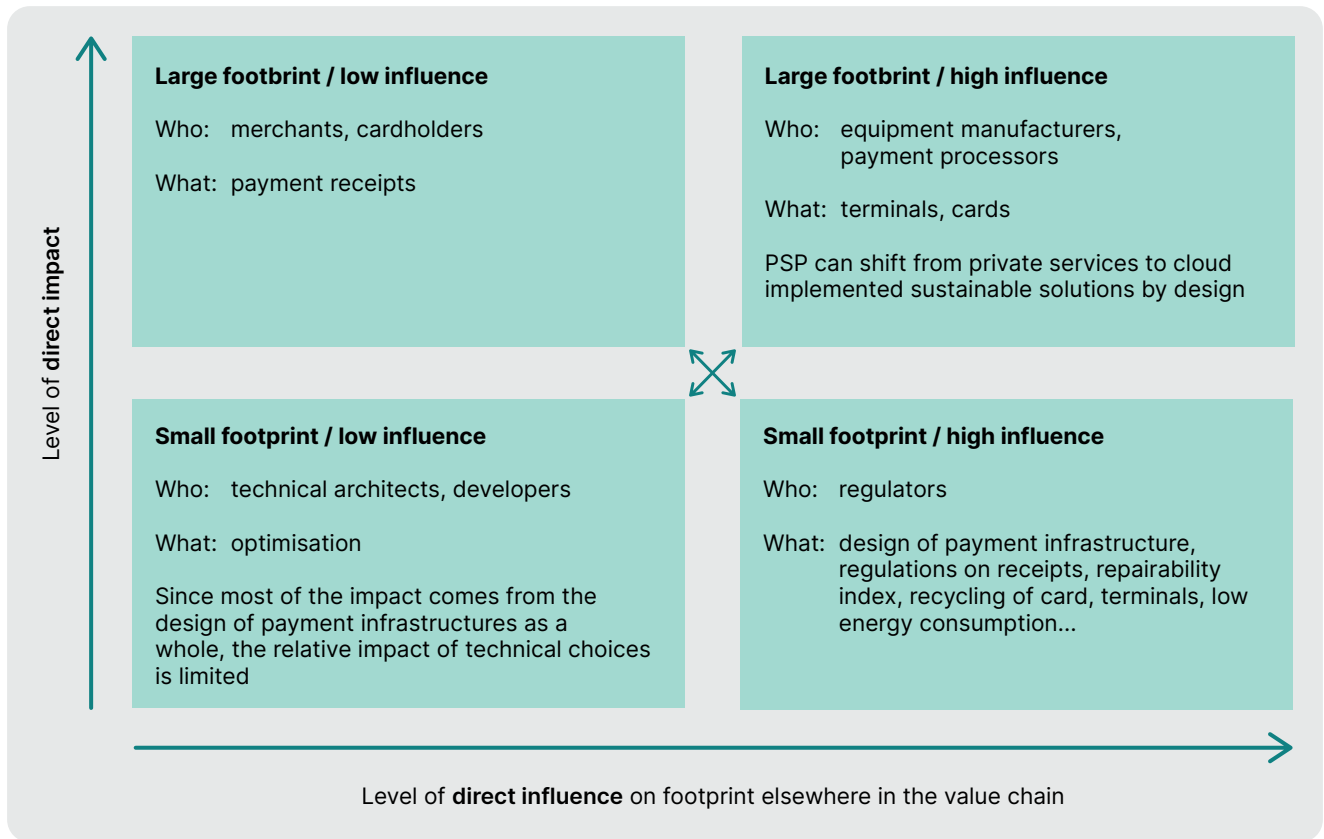 Level of direct impact
Large footbrint / low influence
Who: merchants, cardholders
What: payment receipts
Large footbrint / high influence
Who: equipment manufacturers,
payment processors
What: terminals, cards
PSP can shift from private services to cloud
implemented sustainable solutions by design
Small footprint / low influence
Who: technical architects, developers
What: optimisation
Since most of the impact comes from the
design of payment infrastructures as a
whole, the relative impact of technical choices
is limited
Small footprint / high influence
Who: regulators
What: design of payment infrastructure,
regulations on receipts, repairability
index, recycling of card, terminals, low
energy consumption...
Level of direct influence on footprint elsewhere in the value chain